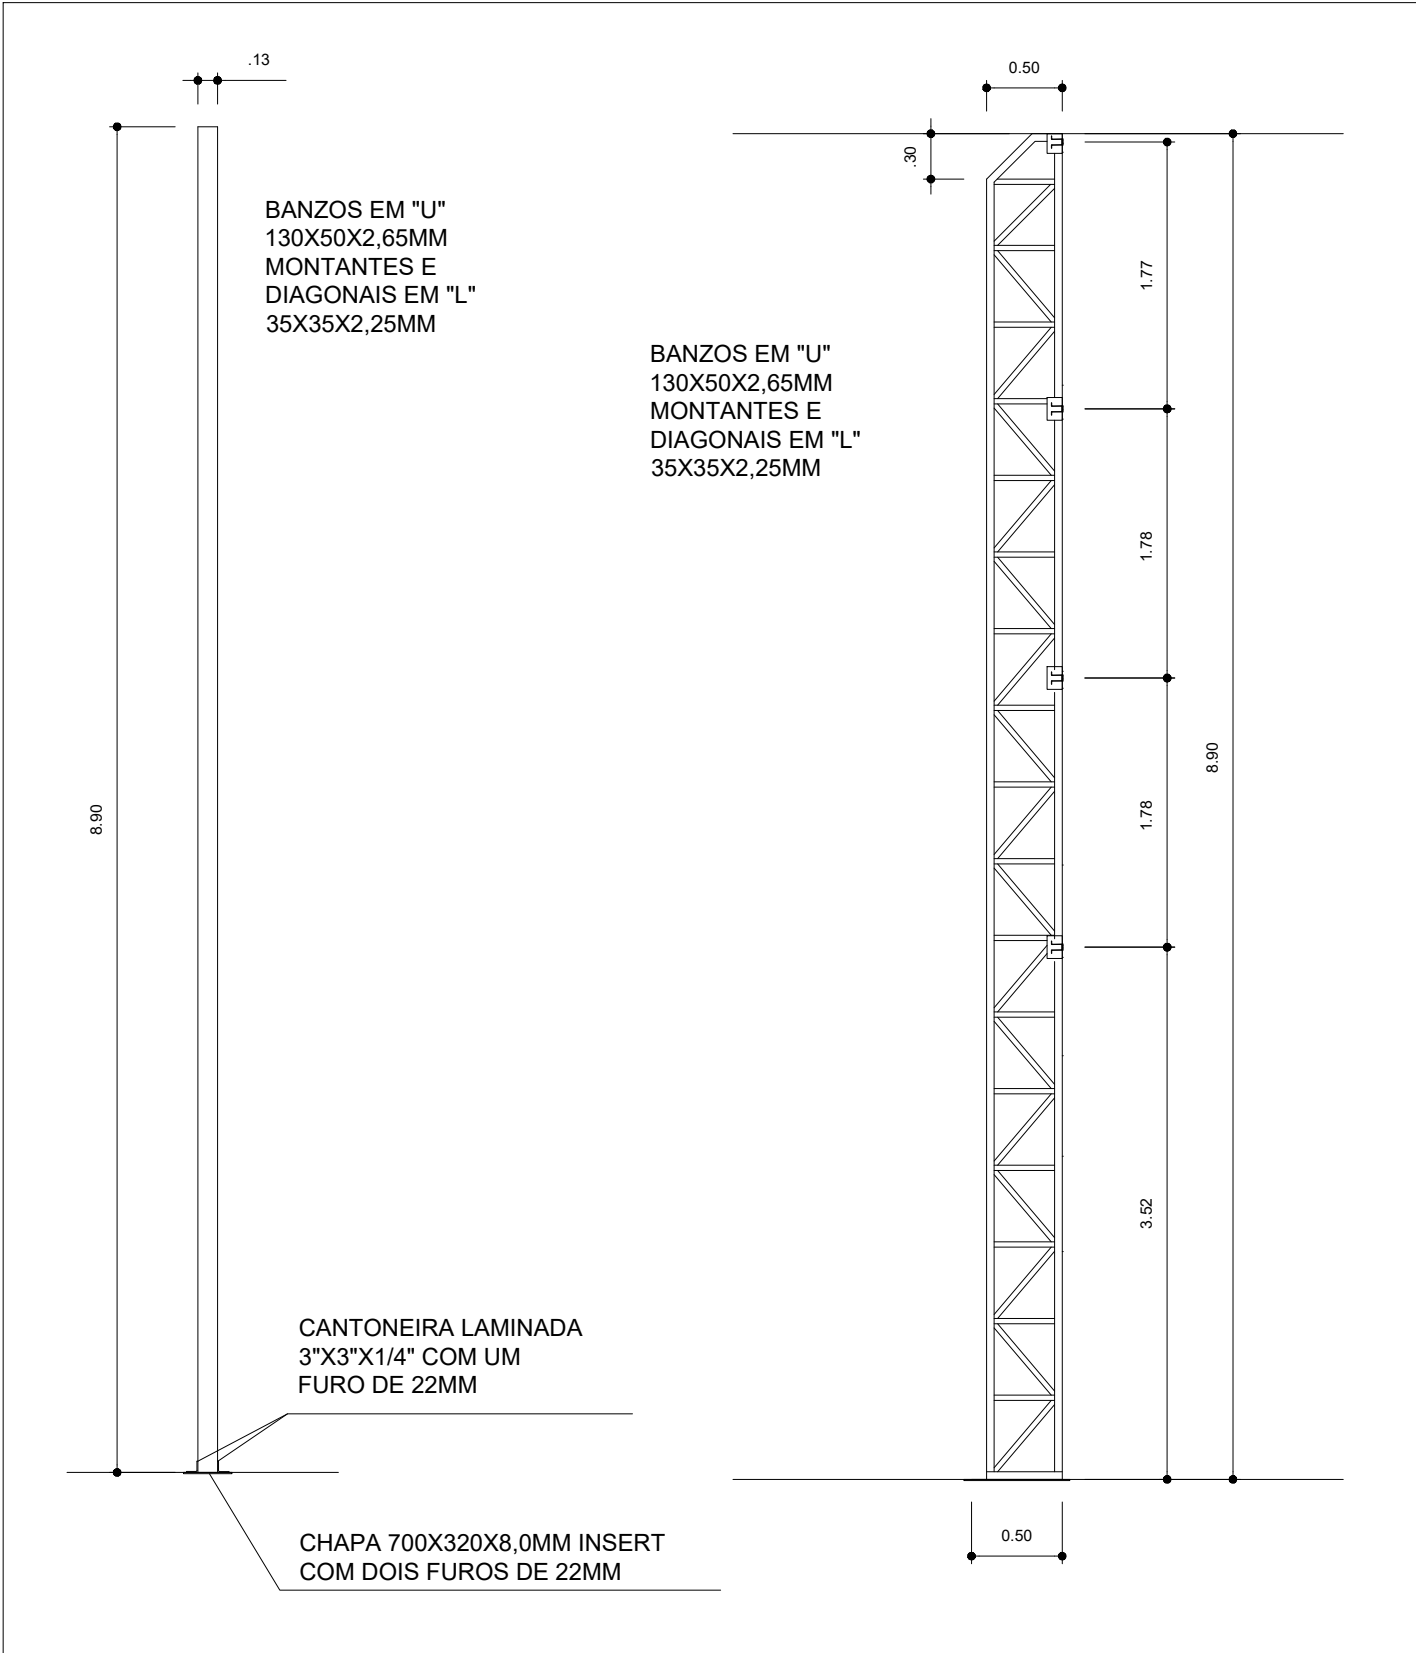 .13
0.50
.30
BANZOS EM "U"
130X50X2,65MM
MONTANTES E
DIAGONAIS EM "L"
35X35X2,25MM
1.77
BANZOS EM "U"
130X50X2,65MM
MONTANTES E
DIAGONAIS EM "L"
35X35X2,25MM
1.78
8.90
8.90
1.78
3.52
CANTONEIRA LAMINADA
3"X3"X1/4" COM UM
FURO DE 22MM
CHAPA 700X320X8,0MM INSERT
COM DOIS FUROS DE 22MM
0.50